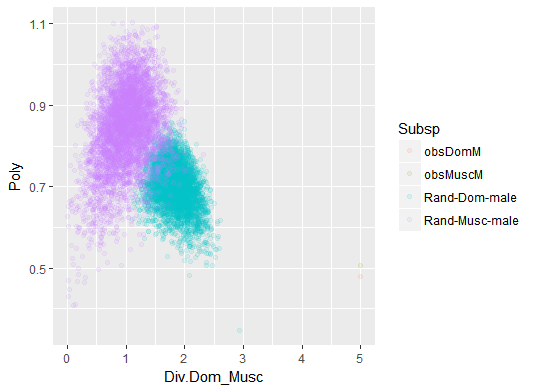 1.1
0.9
0.7
0.5
Poly
0
1
2
3
4
5
Div.Dom_Musc
Subsp
obsDomM
obsMuscM
Rand-Dom-male
Rand-Musc-male